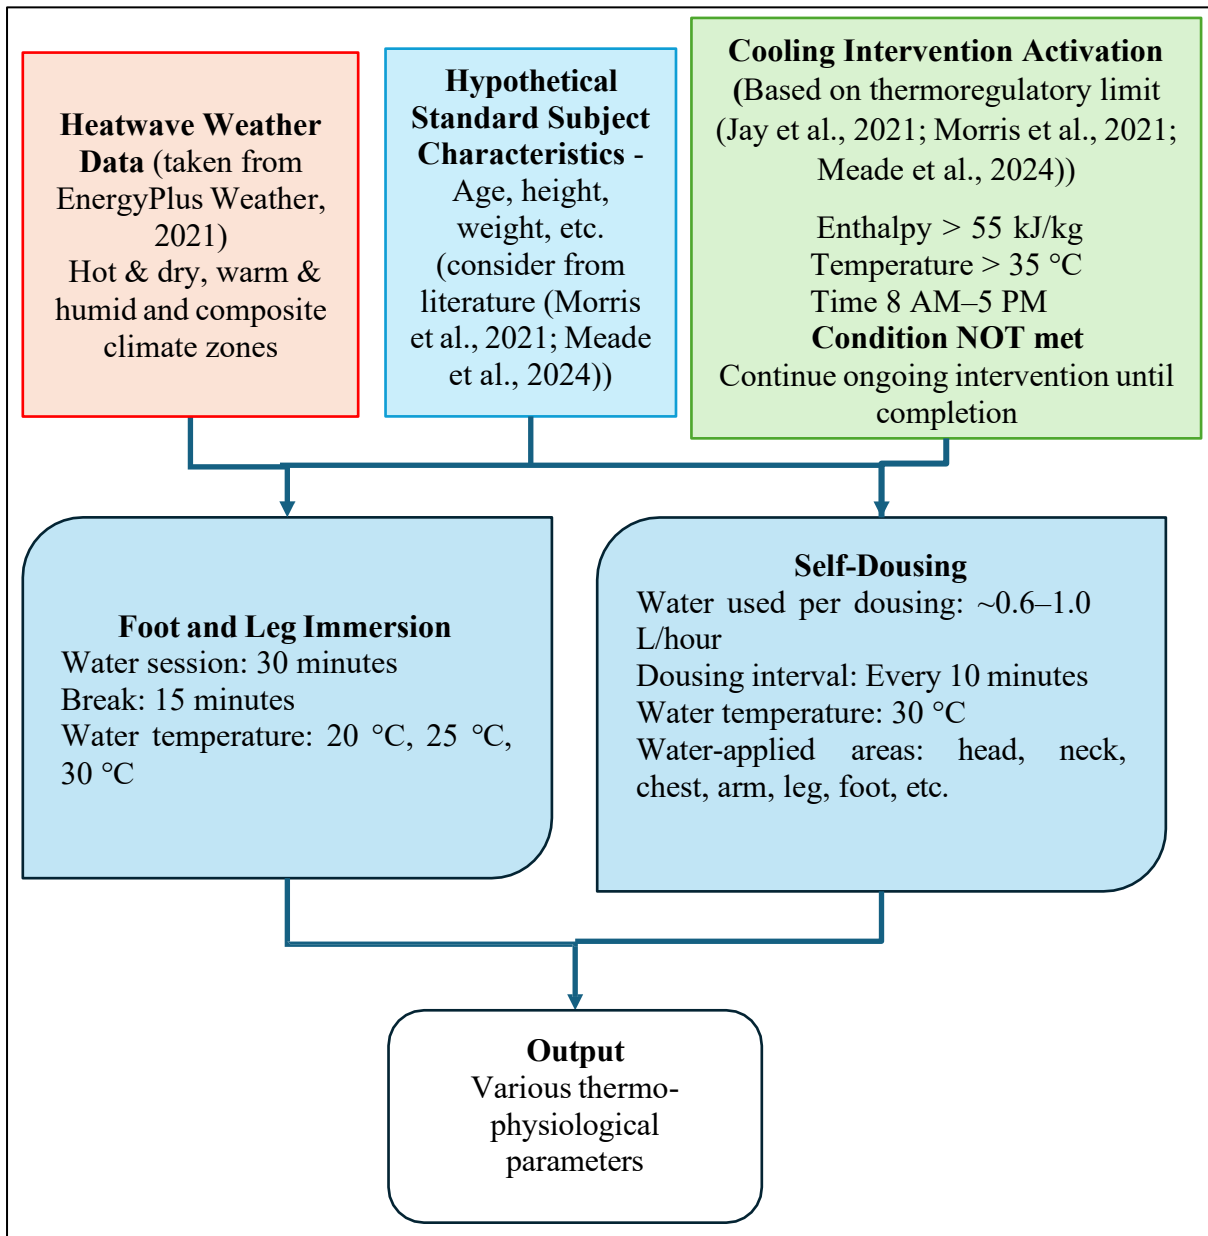 Heatwave Weather
Data (taken from
EnergyPlus Weather,
2021)
Hot & dry, warm &
humid and composite
climate zones
Hypothetical
Standard Subject
Characteristics -
Age, height,
weight, etc.
(consider from
literature (Morris
et al., 2021; Meade
et al., 2024))
Cooling Intervention Activation
(Based on thermoregulatory limit
(Jay et al., 2021; Morris et al., 2021;
Meade et al., 2024))
Enthalpy > 55 kJ/kg
Temperature > 35 °C
Time 8 AM–5 PM
Condition NOT met
Continue ongoing intervention until
completion
Foot and Leg Immersion
Water session: 30 minutes
Break: 15 minutes
Water temperature: 20 °C, 25 °C,
30 °C
Self-Dousing
Water used per dousing: ~0.6–1.0
L/hour
Dousing interval: Every 10 minutes
Water temperature: 30 °C
Water-applied areas: head, neck,
chest, arm, leg, foot, etc.
Output
Various thermo-
physiological
parameters